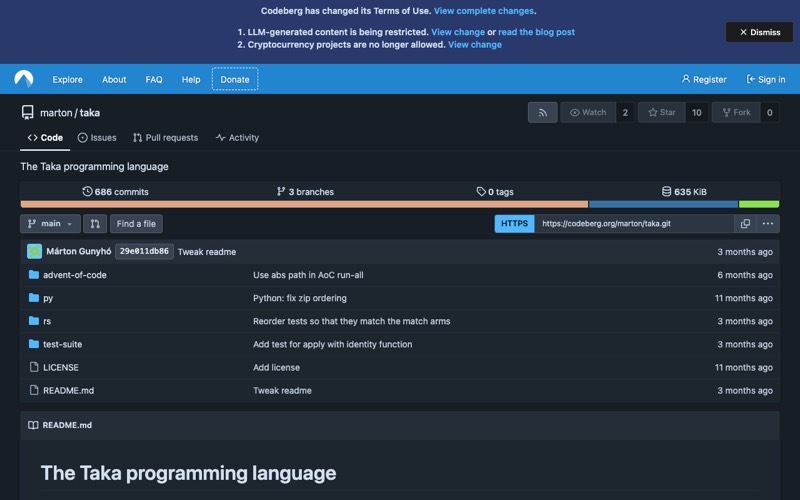 Codeberg has changed its Terms of Use. View complete changes.
1. LLM-generated content is being restricted. View change or read the blog post
2. Cryptocurrency projects are no longer allowed. View change
Dismiss
Explore About FAQ Help Donate Register Sign in
marton / taka
Watch 2 Star 10 Fork 0
Code Issues Pull requests Activity
The Taka programming language
686 commits 3 branches 0 tags 635 KiB
main Find a file HTTPS https://codeberg.org/marton/taka.git
Márton Gunyhó 29e011db86 Tweak readme 3 months ago
advent-of-code Use abs path in AoC run-all 6 months ago
py Python: fix zip ordering 11 months ago
rs Reorder tests so that they match the match arms 3 months ago
test-suite Add test for apply with identity function 3 months ago
LICENSE Add license 11 months ago
README.md Tweak readme 3 months ago
README.md
The Taka programming language